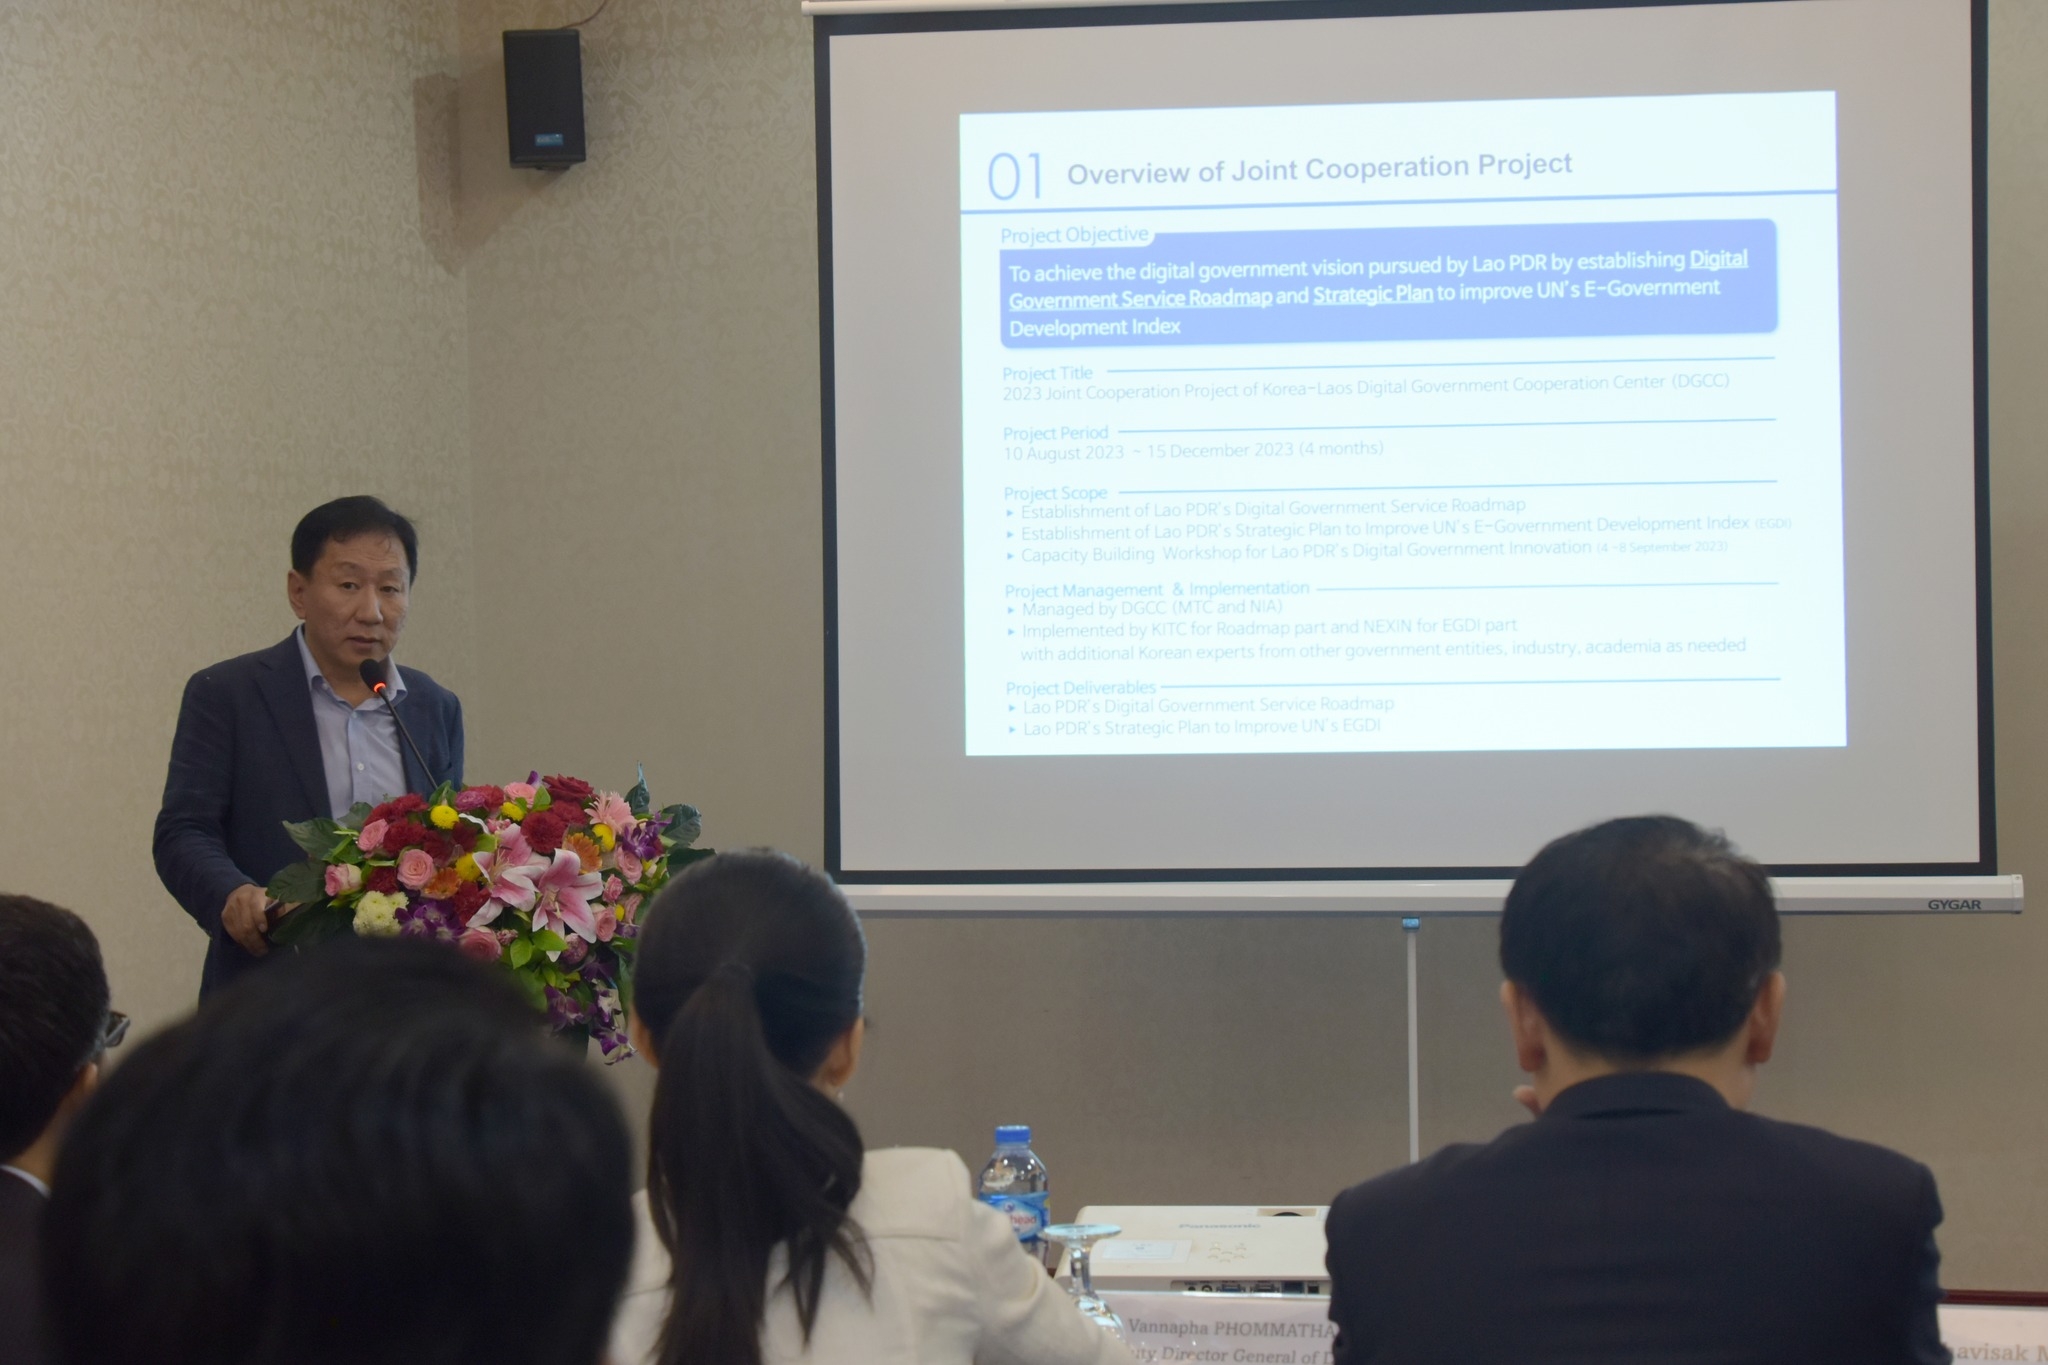 01 Overview of Joint Cooperation Project
Project Objective
To achieve the digital government vision pursued by Lao PDR by establishing Digital
Government Service Roadmap and Strategic Plan to improve UN's E-Government
Development Index
Project Title
2023 Joint Cooperation Project of Korea-Laos Digital Government Cooperation Center (DGCC)
Project Period
10 August 2023 ~ 15 December 2023 (4 months)
Project Scope
▸ Establishment of Lao PDR's Digital Government Service Roadmap
▸ Establishment of Lao PDR's Strategic Plan to Improve UN's E-Government Development Index (EGDI)
▸ Capacity Building Workshop for Lao PDR's Digital Government Innovation (4 ~8 September 2023)
Project Management & Implementation
▸ Managed by DGCC (MTC and NIA)
▸ Implemented by KITC for Roadmap part and NEXIN for EGDI part
with additional Korean experts from other government entities, industry, academia as needed
Project Deliverables
▸ Lao PDR's Digital Government Service Roadmap
▸ Lao PDR's Strategic Plan to Improve UN's EGDI
GYGAR
Panasonic
Vannapha PHOMMATHA
Director General of